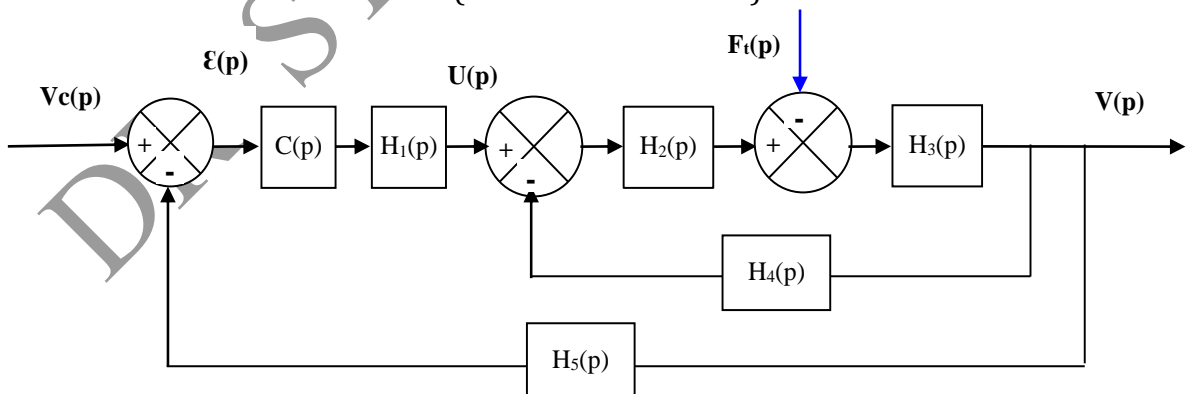 Ft(p)
Ɛ(p)
U(p)
Vc(p)
V(p)
+
-
C(p)
H1(p)
+
-
H2(p)
-
+
H3(p)
H4(p)
H5(p)